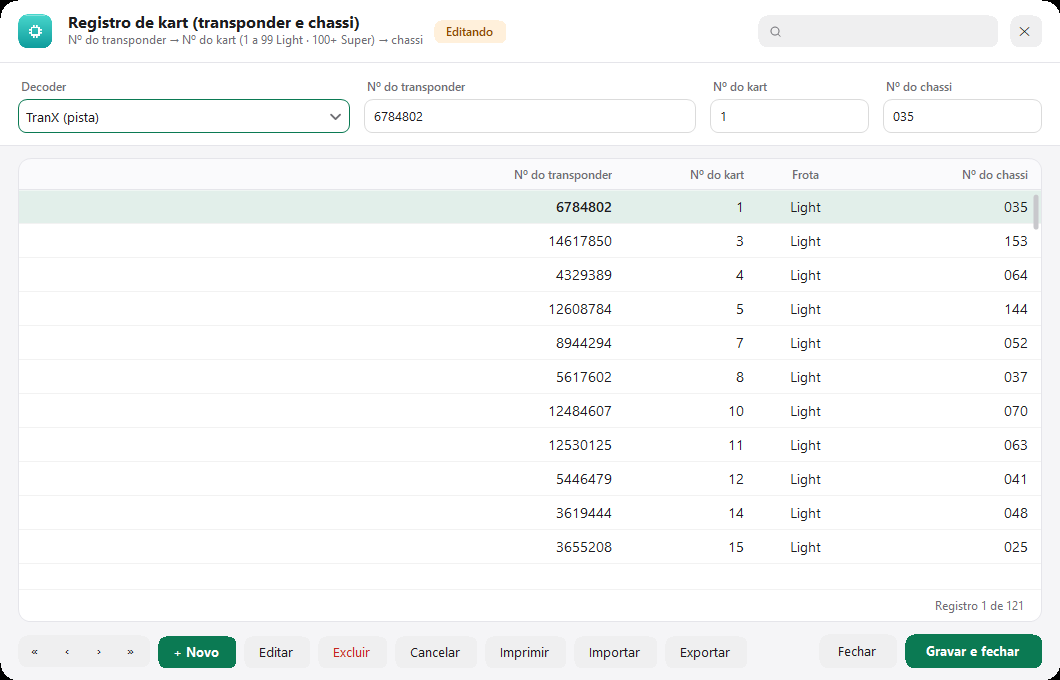 Registro de kart (transponder e chassi)
Nº do transponder → Nº do kart (1 a 99 Light · 100+ Super) → chassi
Editando
Decoder
Nº do transponder
Nº do kart
Nº do chassi
TranX (pista)
6784802
1
035
Nº do transponder Nº do kart Frota Nº do chassi
6784802 1 Light 035
14617850 3 Light 153
4329389 4 Light 064
12608784 5 Light 144
8944294 7 Light 052
5617602 8 Light 037
12484607 10 Light 070
12530125 11 Light 063
5446479 12 Light 041
3619444 14 Light 048
3655208 15 Light 025
Registro 1 de 121
« ‹ › » + Novo Editar Excluir Cancelar Imprimir Importar Exportar Fechar Gravar e fechar